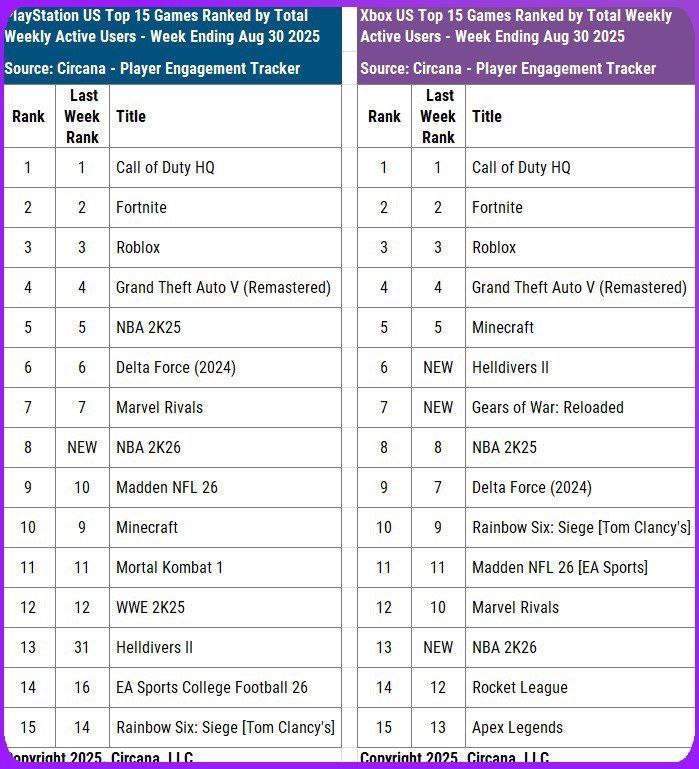 PlayStation US Top 15 Games Ranked by Total
Weekly Active Users - Week Ending Aug 30 2025
Source: Circana - Player Engagement Tracker
Rank Last Week Rank Title
1 1 Call of Duty HQ
2 2 Fortnite
3 3 Roblox
4 4 Grand Theft Auto V (Remastered)
5 5 NBA 2K25
6 6 Delta Force (2024)
7 7 Marvel Rivals
8 NEW NBA 2K26
9 10 Madden NFL 26
10 9 Minecraft
11 11 Mortal Kombat 1
12 12 WWE 2K25
13 31 Helldivers II
14 16 EA Sports College Football 26
15 14 Rainbow Six: Siege [Tom Clancy's]
Copyright 2025, Circana, LLC
Xbox US Top 15 Games Ranked by Total Weekly
Active Users - Week Ending Aug 30 2025
Source: Circana - Player Engagement Tracker
Rank Last Week Rank Title
1 1 Call of Duty HQ
2 2 Fortnite
3 3 Roblox
4 4 Grand Theft Auto V (Remastered)
5 5 Minecraft
6 NEW Helldivers II
7 NEW Gears of War: Reloaded
8 8 NBA 2K25
9 7 Delta Force (2024)
10 9 Rainbow Six: Siege [Tom Clancy's]
11 11 Madden NFL 26 [EA Sports]
12 10 Marvel Rivals
13 NEW NBA 2K26
14 12 Rocket League
15 13 Apex Legends
Copyright 2025, Circana, LLC